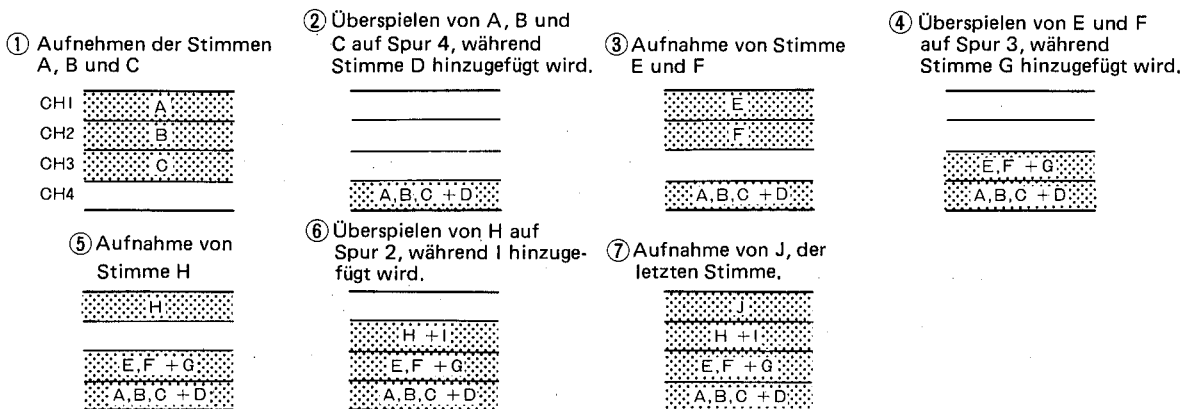 ① Aufnehmen der Stimmen
A, B und C
CH1 A
CH2 B
CH3 C
CH4
② Überspielen von A, B und
C auf Spur 4, während
Stimme D hinzugefügt wird.
A,B,C +D
③ Aufnahme von Stimme
E und F
E
F
A,B,C +D
④ Überspielen von E und F
auf Spur 3, während
Stimme G hinzugefügt wird.
E,F +G
A,B,C +D
⑤ Aufnahme von
Stimme H
H
E,F +G
A,B,C +D
⑥ Überspielen von H auf
Spur 2, während I hinzuge-
fügt wird.
H +I
E,F +G
A,B,C +D
⑦ Aufnahme von J, der
letzten Stimme.
J
H +I
E,F +G
A,B,C +D